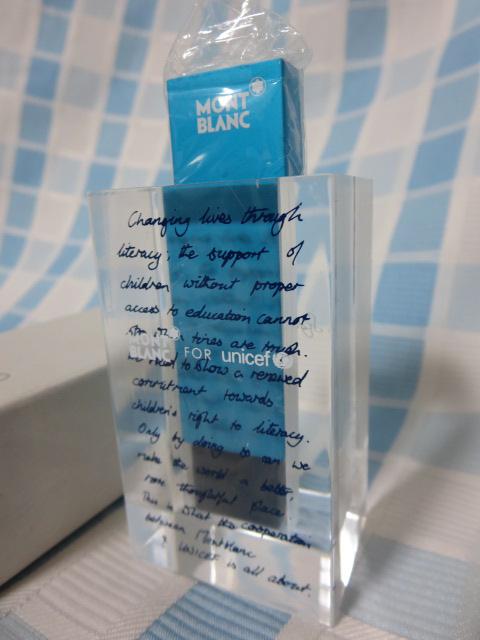 MONT
BLANC
Changing lives through
literacy, the support of
children without proper
access to education cannot
stop when times are tough.
MONT
BLANC FOR unicef
we need to show a renewed
commitment towards
children's right to literacy.
Only by doing so can we
make the world a better,
more thoughtful place.
This is what the cooperation
between Montblanc
& UNICEF is all about.